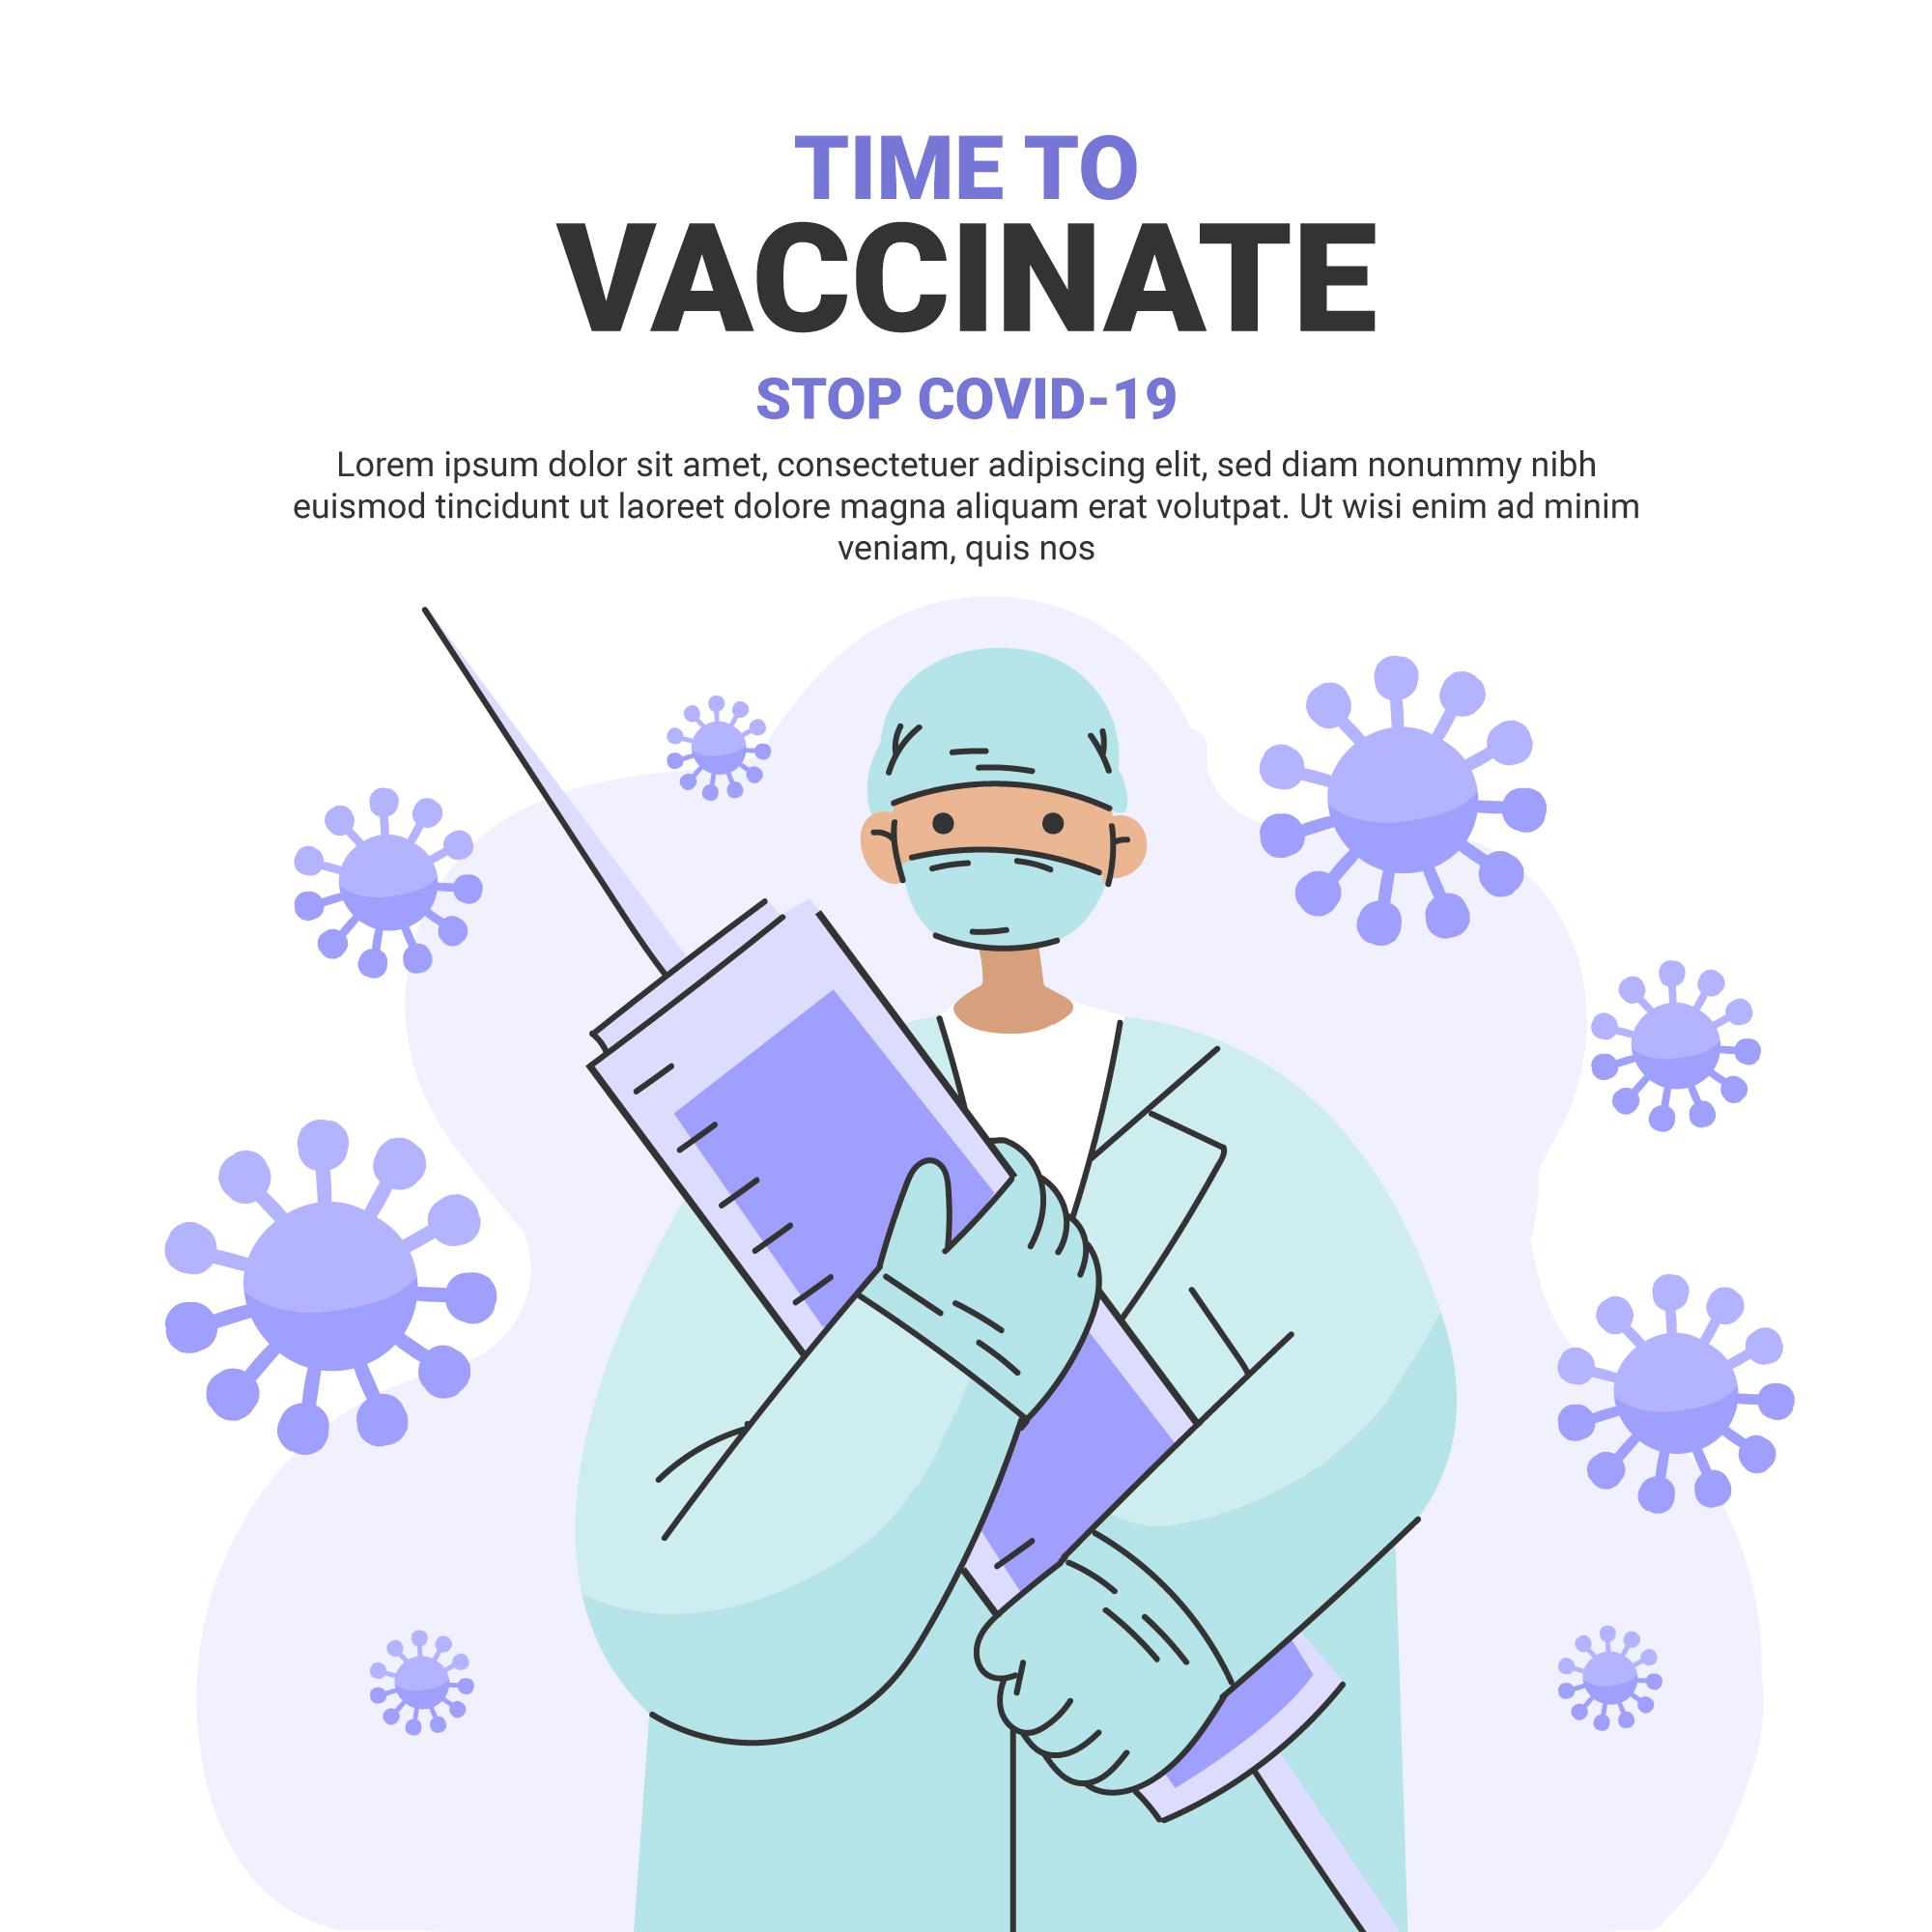 TIME TO
VACCINATE
STOP COVID-19
Lorem ipsum dolor sit amet, consectetuer adipiscing elit, sed diam nonummy nibh
euismod tincidunt ut laoreet dolore magna aliquam erat volutpat. Ut wisi enim ad minim
veniam, quis nos